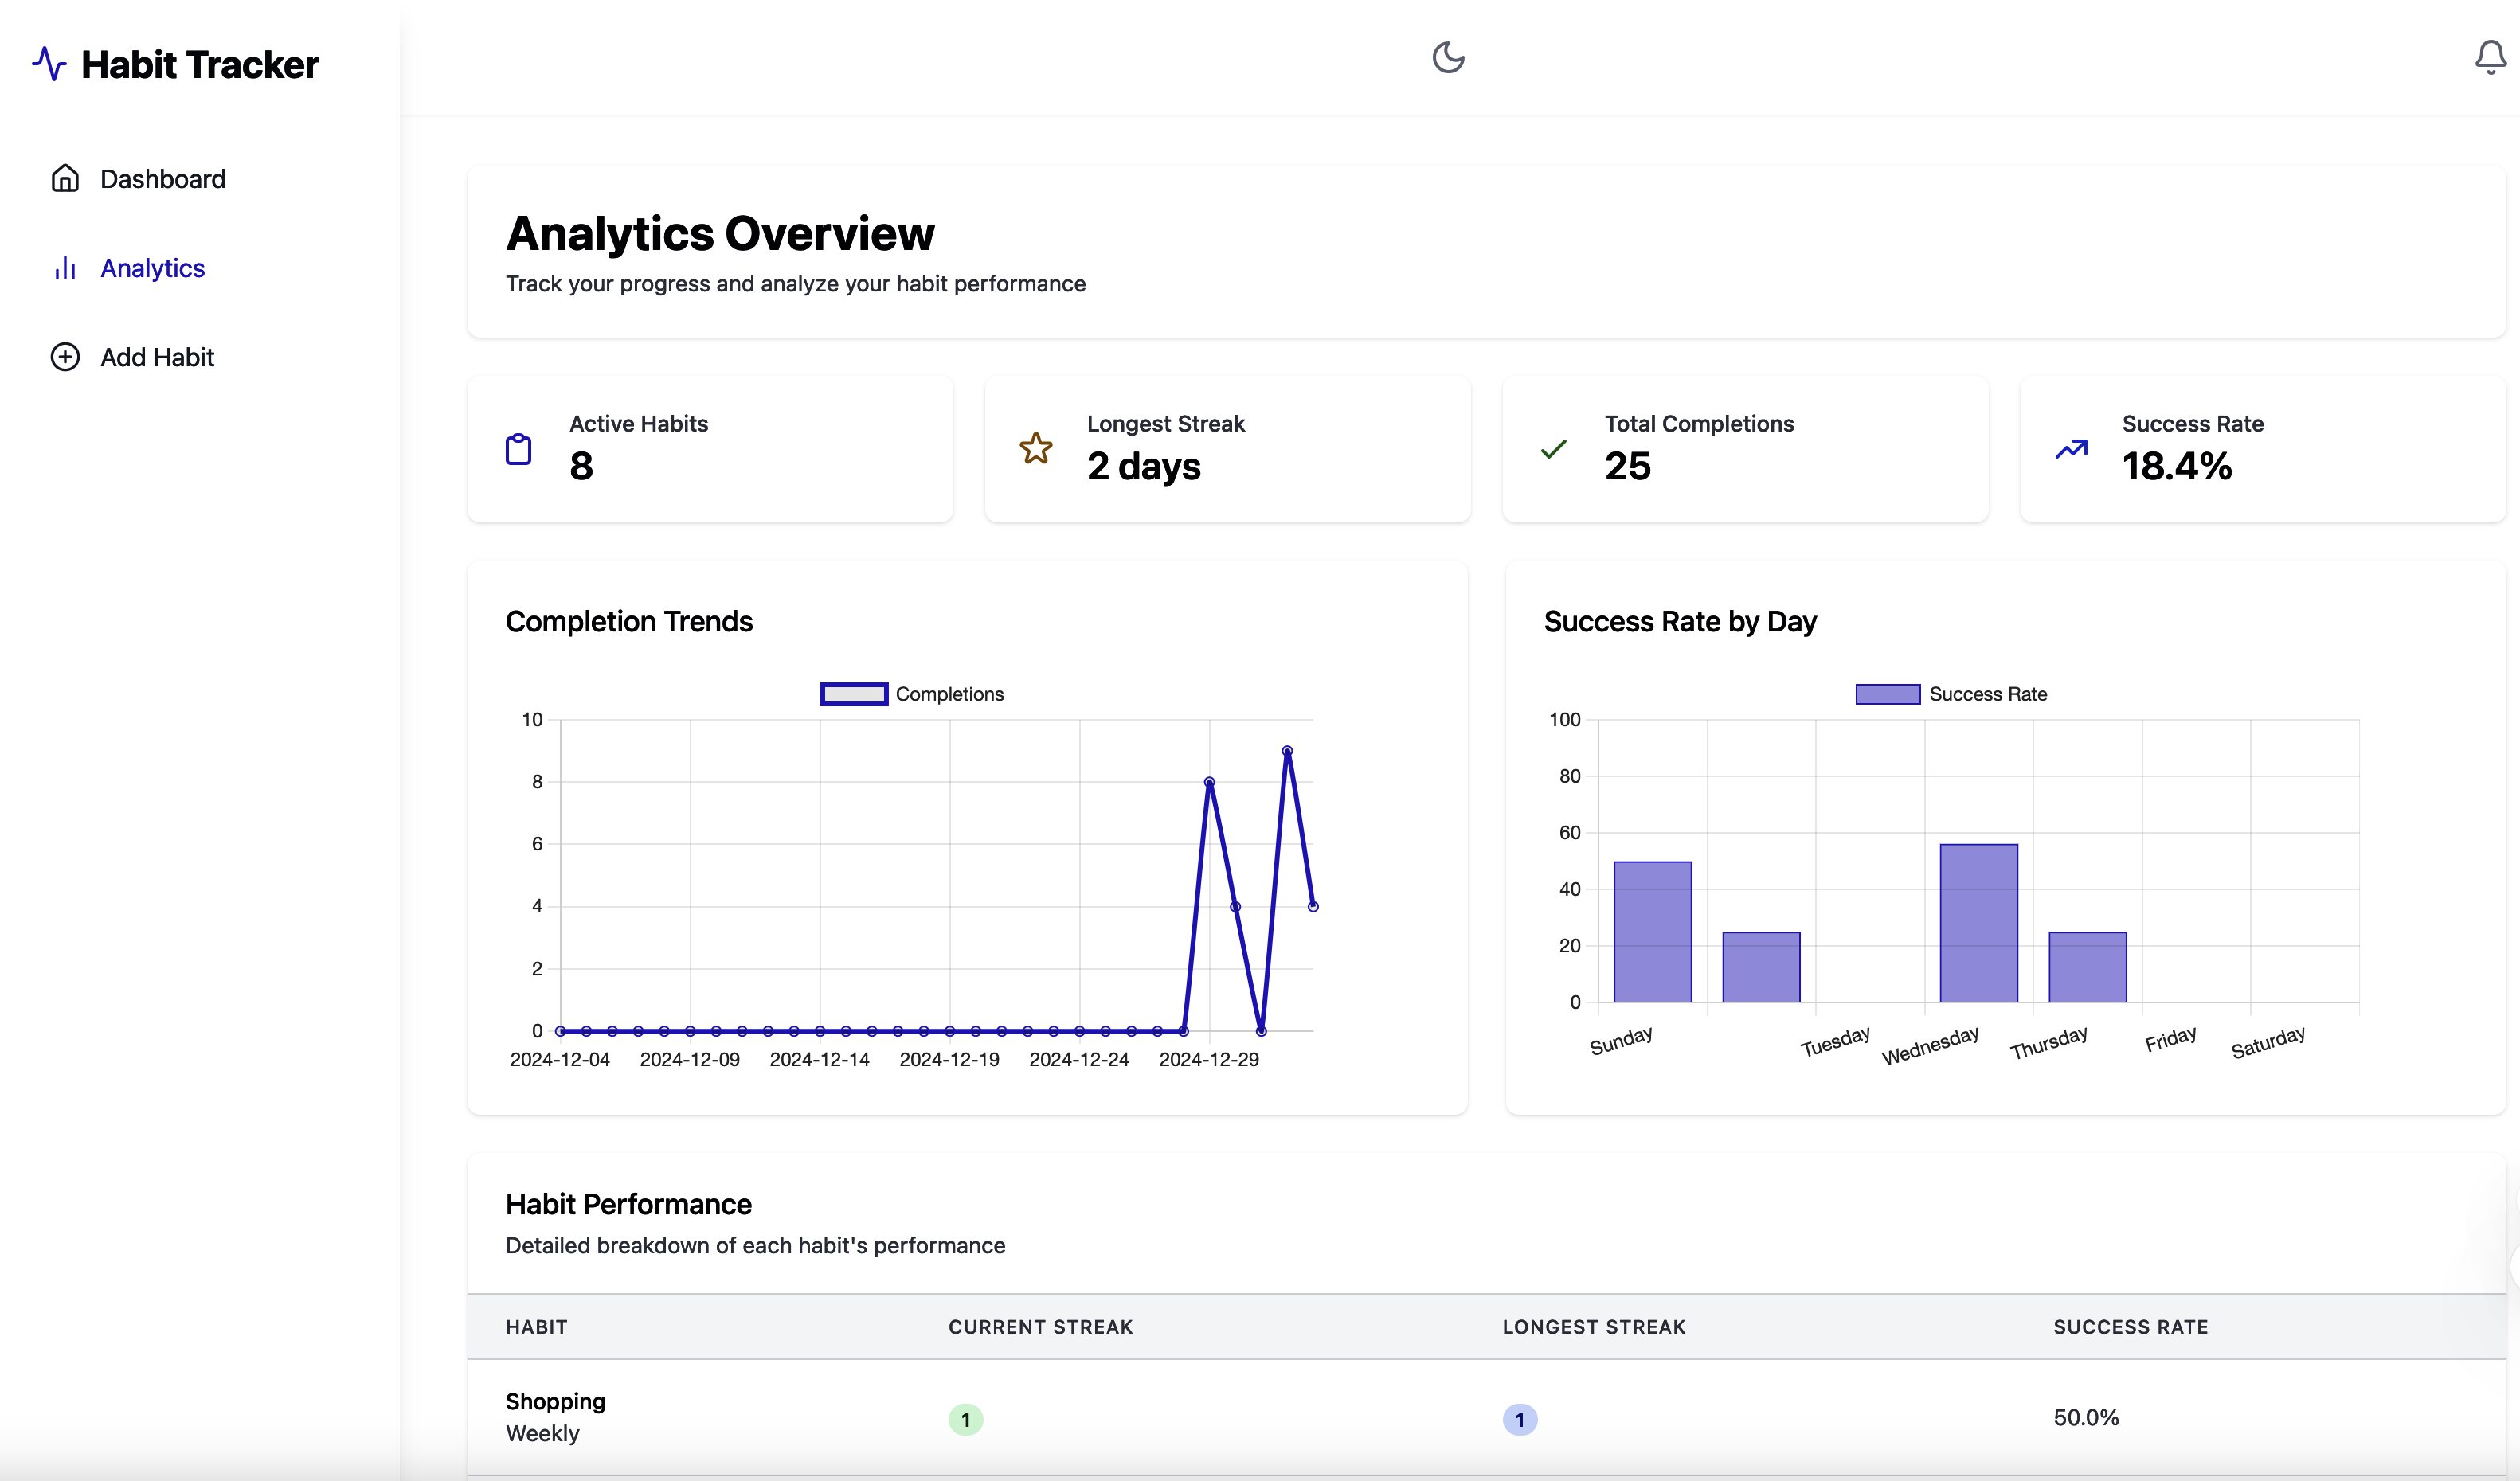 Habit Tracker
Dashboard
Analytics
Add Habit
Analytics Overview
Track your progress and analyze your habit performance
Active Habits
8
Longest Streak
2 days
Total Completions
25
Success Rate
18.4%
Completion Trends
Completions
10
8
6
4
2
0
2024-12-04 2024-12-09 2024-12-14 2024-12-19 2024-12-24 2024-12-29
Success Rate by Day
Success Rate
100
80
60
40
20
0
Sunday Tuesday Wednesday Thursday Friday Saturday
Habit Performance
Detailed breakdown of each habit's performance
HABIT CURRENT STREAK LONGEST STREAK SUCCESS RATE
Shopping
Weekly
1 1 50.0%